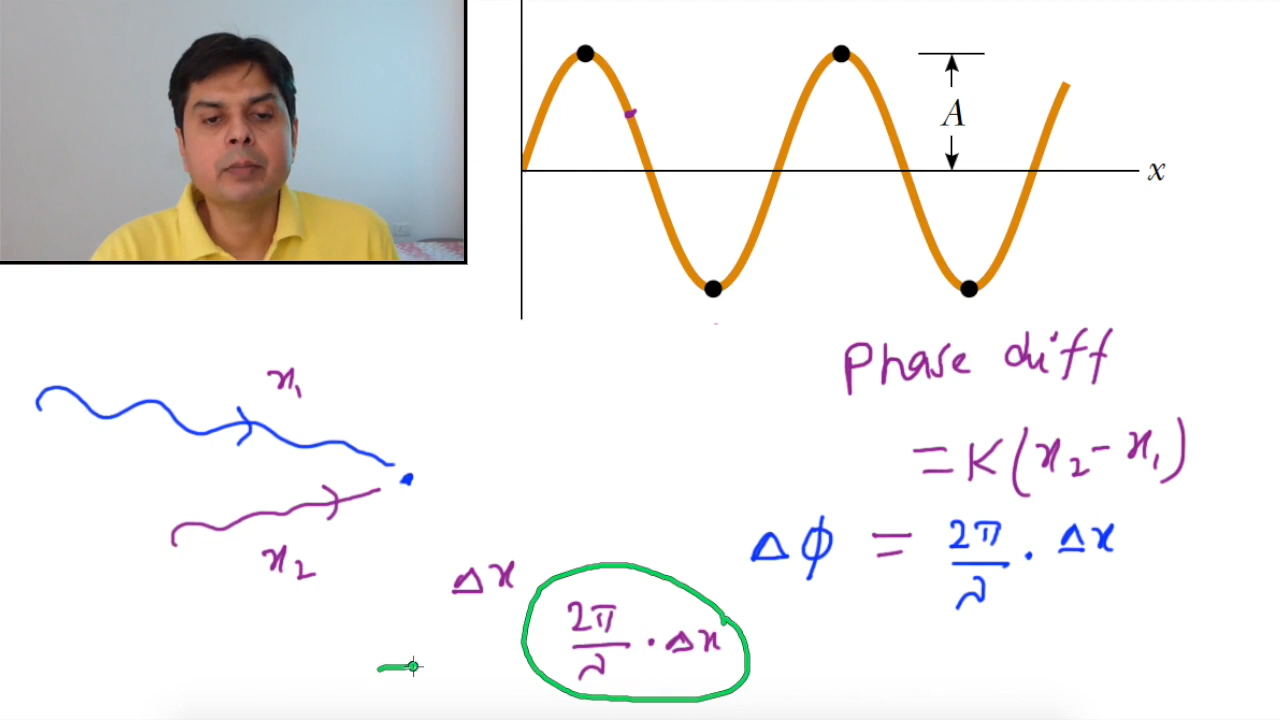 A
x
Phase diff
= K(x₂ - x₁)
Δφ = 2π/λ . Δx
x₁
x₂
Δx
2π/λ . Δx